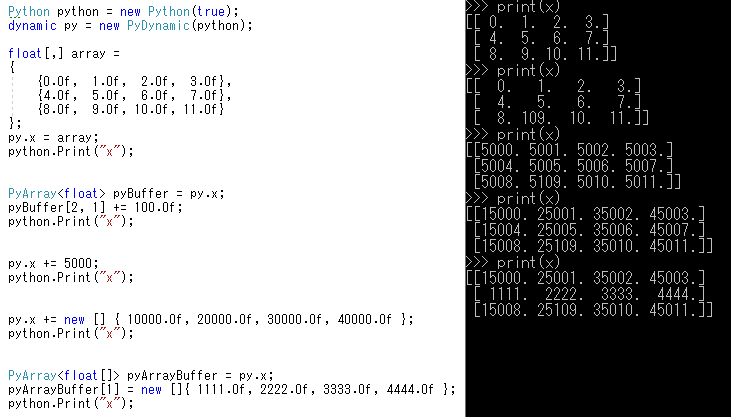 Python python = new Python(true);
dynamic py = new PyDynamic(python);
float[,] array =
{
{0.0f, 1.0f, 2.0f, 3.0f},
{4.0f, 5.0f, 6.0f, 7.0f},
{8.0f, 9.0f, 10.0f, 11.0f}
};
py.x = array;
python.Print("x");
PyArray<float> pyBuffer = py.x;
pyBuffer[2, 1] += 100.0f;
python.Print("x");
py.x += 5000;
python.Print("x");
py.x += new [] { 10000.0f, 20000.0f, 30000.0f, 40000.0f };
python.Print("x");
PyArray<float[]> pyArrayBuffer = py.x;
pyArrayBuffer[1] = new []{ 1111.0f, 2222.0f, 3333.0f, 4444.0f };
python.Print("x");
>>> print(x)
[[ 0. 1. 2. 3.]
[ 4. 5. 6. 7.]
[ 8. 9. 10. 11.]]
>>> print(x)
[[ 0. 1. 2. 3.]
[ 4. 5. 6. 7.]
[ 8. 109. 10. 11.]]
>>> print(x)
[[5000. 5001. 5002. 5003.]
[5004. 5005. 5006. 5007.]
[5008. 5109. 5010. 5011.]]
>>> print(x)
[[15000. 25001. 35002. 45003.]
[15004. 25005. 35006. 45007.]
[15008. 25109. 35010. 45011.]]
>>> print(x)
[[15000. 25001. 35002. 45003.]
[ 1111. 2222. 3333. 4444.]
[15008. 25109. 35010. 45011.]]